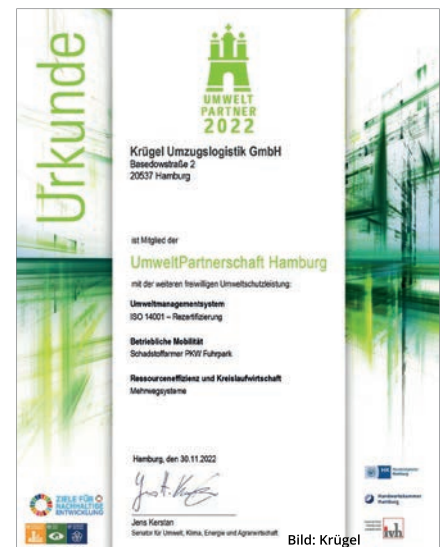 Urkunde
UMWELT
PARTNER
2022
Krügel Umzugslogistik GmbH
Basedowstraße 2
20537 Hamburg
ist Mitglied der
UmweltPartnerschaft Hamburg
mit der weiteren freiwilligen Umweltschutzleistung:
Umweltmanagementsystem
ISO 14001 – Rezertifizierung
Betriebliche Mobilität
Schadstoffarmer PKW Fuhrpark
Ressourceneffizienz und Kreislaufwirtschaft
Mehrwegsysteme
Hamburg, den 30.11.2022
Jens Kerstan
Senator für Umwelt, Klima, Energie und Agrarwirtschaft
ZIELE FÜR
NACHHALTIGE
ENTWICKLUNG
Handwerkskammer
Hamburg
Bild: Krügel